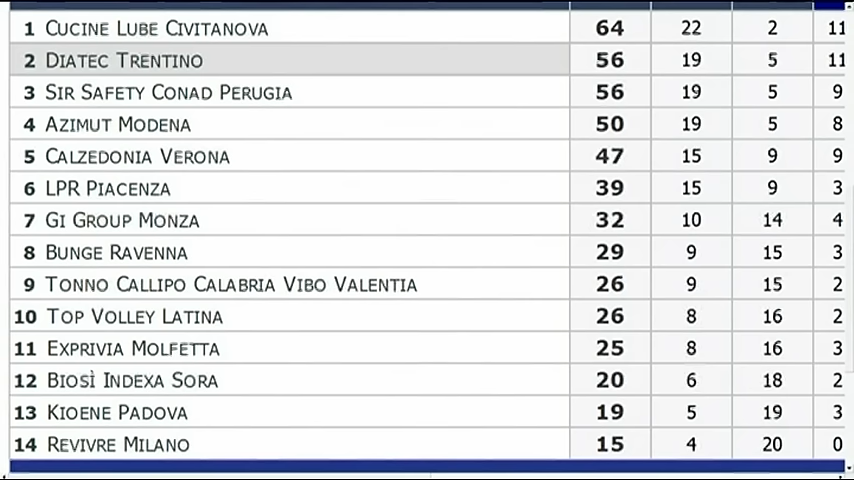 1 CUCINE LUBE CIVITANOVA 64 22 2 11
2 DIATEC TRENTINO 56 19 5 11
3 SIR SAFETY CONAD PERUGIA 56 19 5 9
4 AZIMUT MODENA 50 19 5 8
5 CALZEDONIA VERONA 47 15 9 9
6 LPR PIACENZA 39 15 9 3
7 GI GROUP MONZA 32 10 14 4
8 BUNGE RAVENNA 29 9 15 3
9 TONNO CALLIPO CALABRIA VIBO VALENTIA 26 9 15 2
10 TOP VOLLEY LATINA 26 8 16 2
11 EXPRIVIA MOLFETTA 25 8 16 3
12 BIOSÌ INDEXA SORA 20 6 18 2
13 KIOENE PADOVA 19 5 19 3
14 REVIVRE MILANO 15 4 20 0